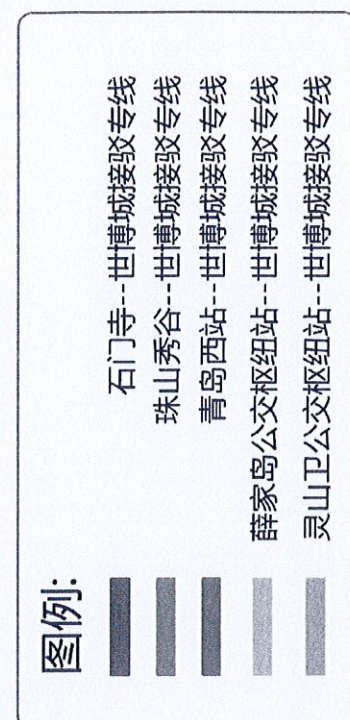 图例:
石门寺--世博城接驳专线
珠山秀谷--世博城接驳专线
青岛西站--世博城接驳专线
薛家岛公交枢纽站--世博城接驳专线
灵山卫公交枢纽站--世博城接驳专线